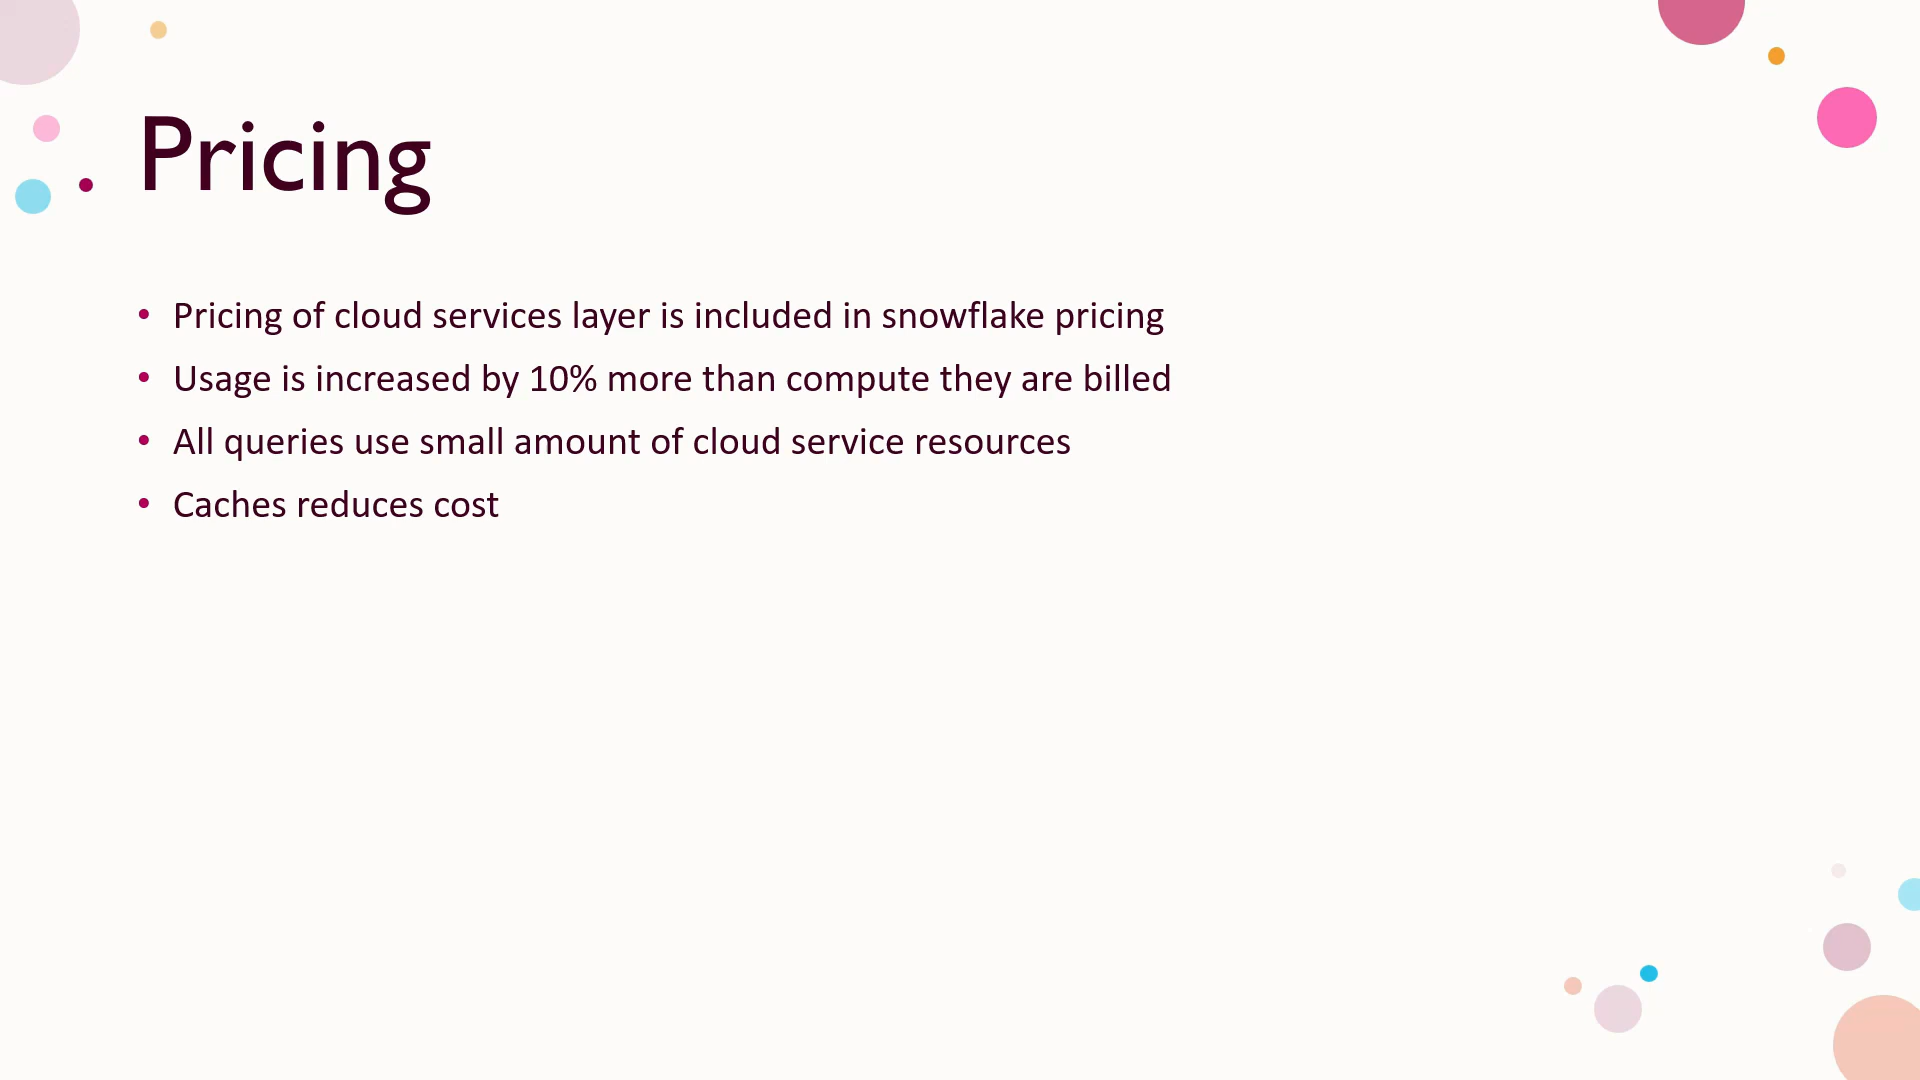 Pricing
• Pricing of cloud services layer is included in snowflake pricing
• Usage is increased by 10% more than compute they are billed
• All queries use small amount of cloud service resources
• Caches reduces cost